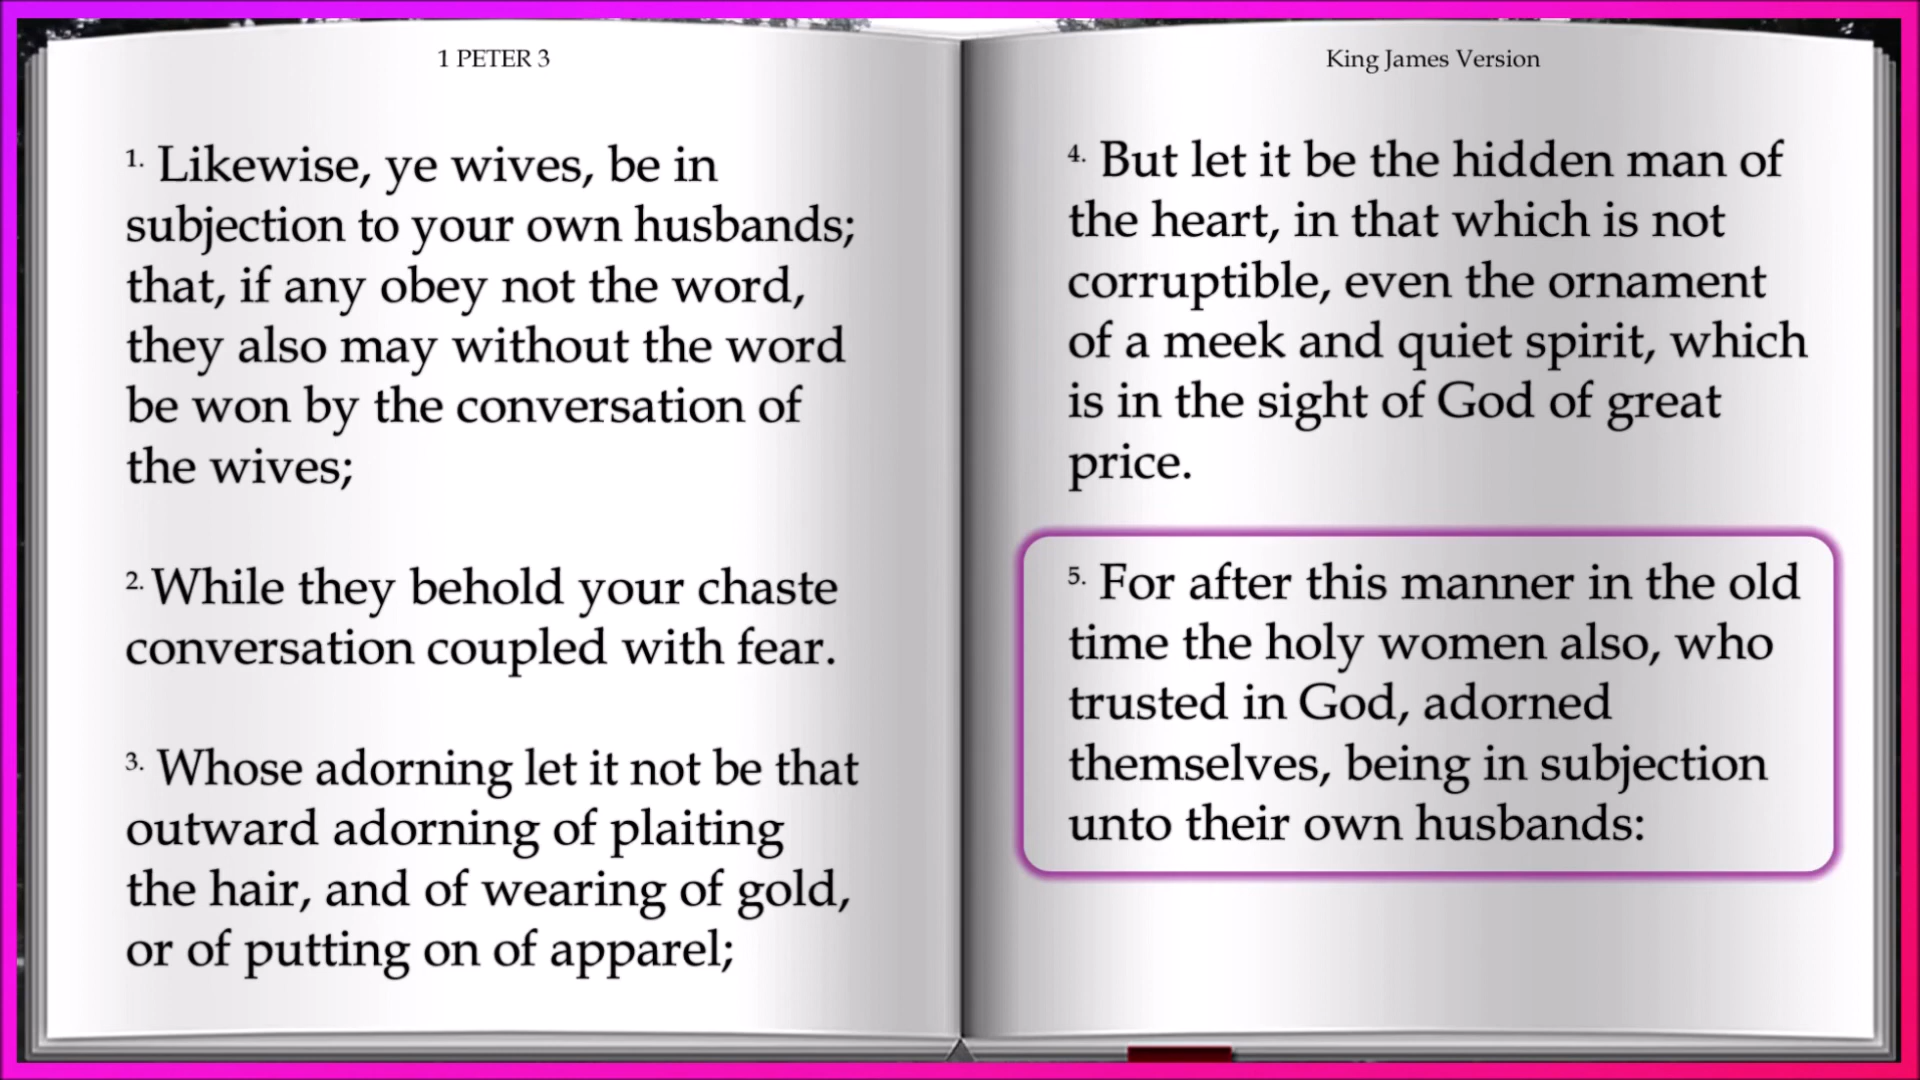 1 PETER 3
1. Likewise, ye wives, be in
subjection to your own husbands;
that, if any obey not the word,
they also may without the word
be won by the conversation of
the wives;
2. While they behold your chaste
conversation coupled with fear.
3. Whose adorning let it not be that
outward adorning of plaiting
the hair, and of wearing of gold,
or of putting on of apparel;
King James Version
4. But let it be the hidden man of
the heart, in that which is not
corruptible, even the ornament
of a meek and quiet spirit, which
is in the sight of God of great
price.
5. For after this manner in the old
time the holy women also, who
trusted in God, adorned
themselves, being in subjection
unto their own husbands: